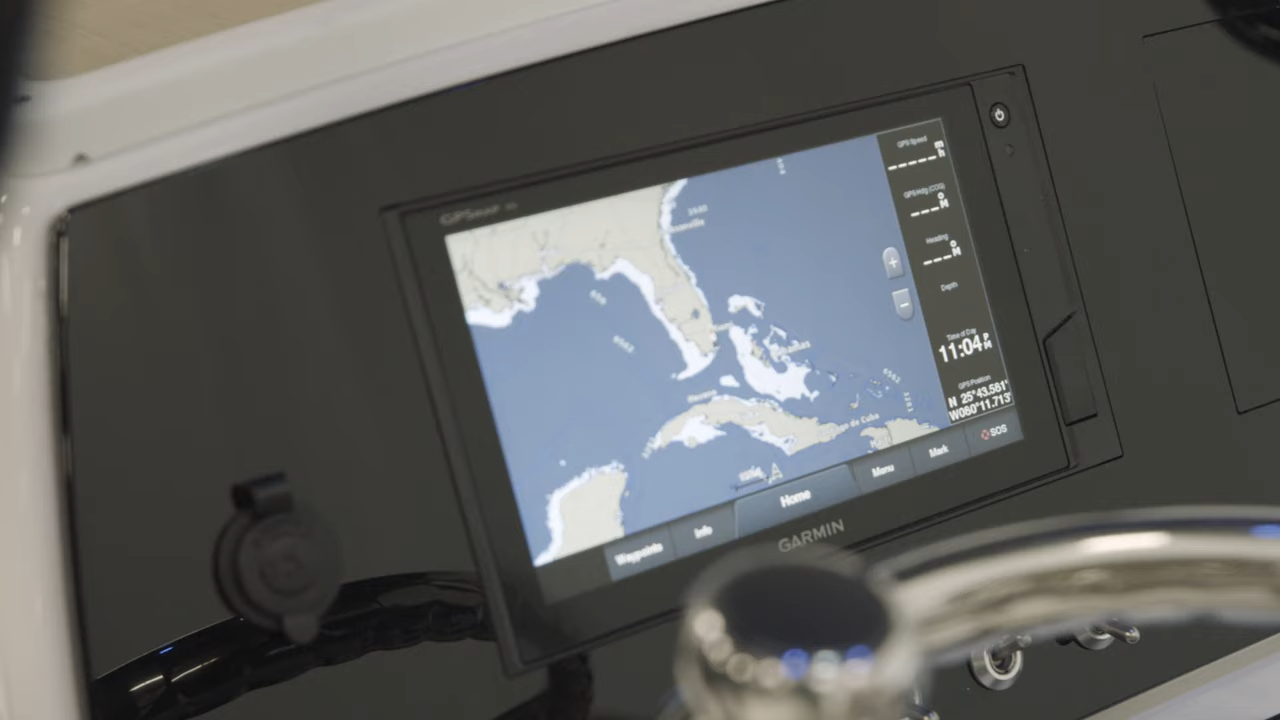 GPSMAP
GPS Speed
m
h
GPS Hdg (COG)
°
M
Heading
°
M
Depth
Time of Day
11:04 P
M
GPS Position
N 25°43.581'
W080°11.713'
+
-
Waypoints
Info
Home
Menu
Mark
SOS
GARMIN